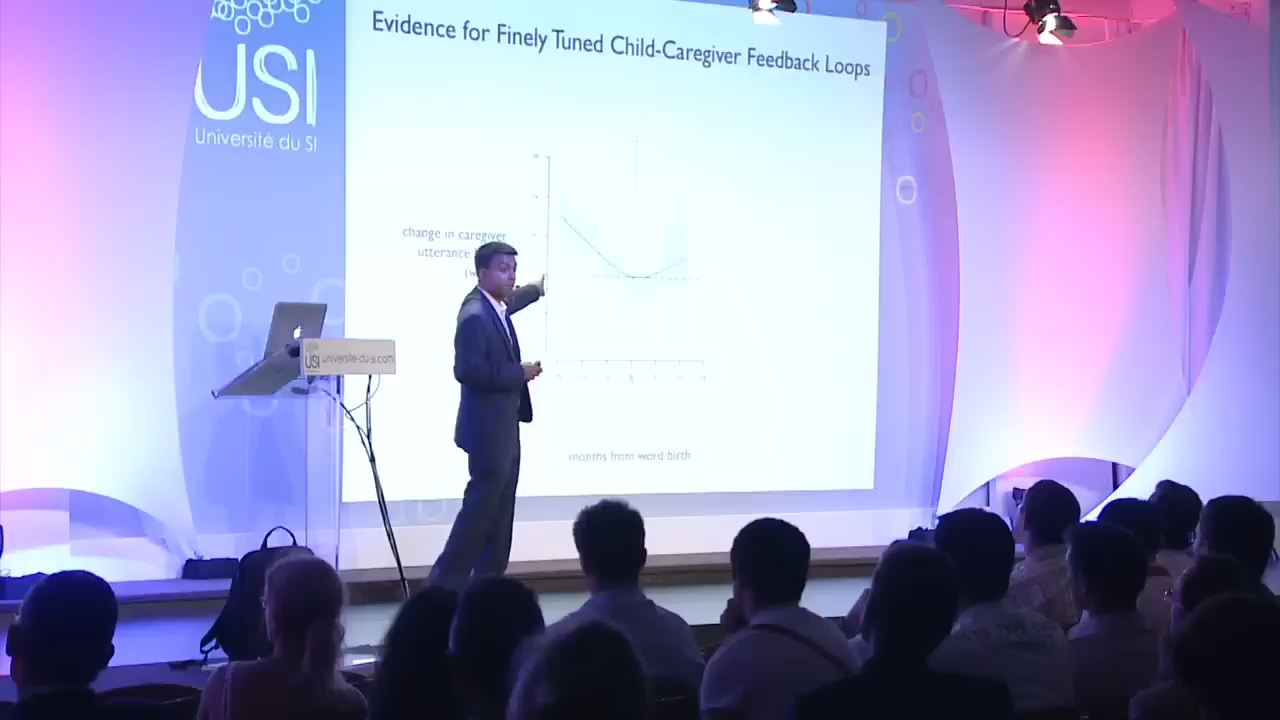 Evidence for Finely Tuned Child-Caregiver Feedback Loops
USI
Université du SI
change in caregiver
utterance
USI université-du-si.com
months from word birth